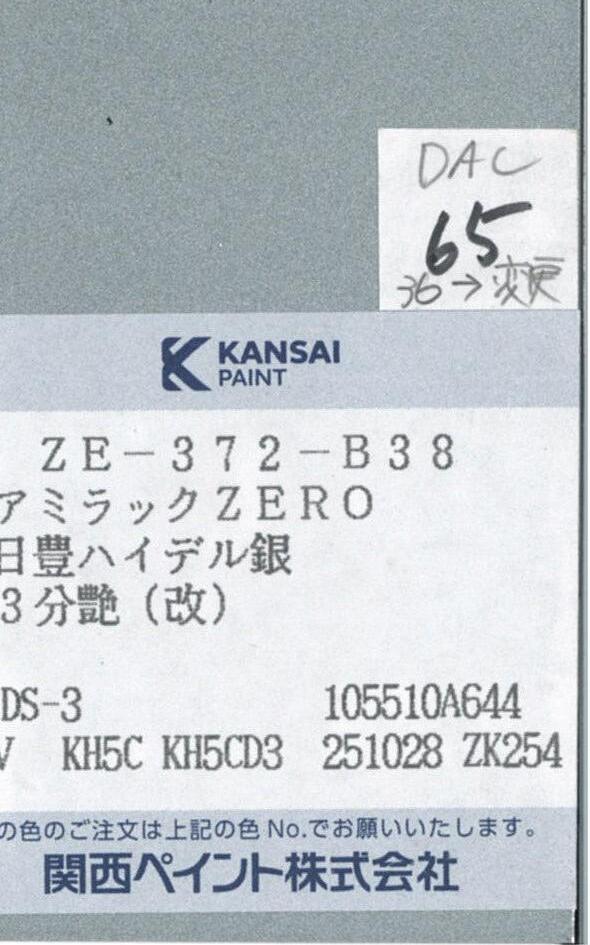 DAC
65
36→変更
KANSAI
PAINT
ZE-372-B38
アミラックZERO
日豊ハイデル銀
3分艶(改)
DS-3 105510A644
V KH5C KH5CD3 251028 ZK254
の色のご注文は上記の色No.でお願いいたします。
関西ペイント株式会社